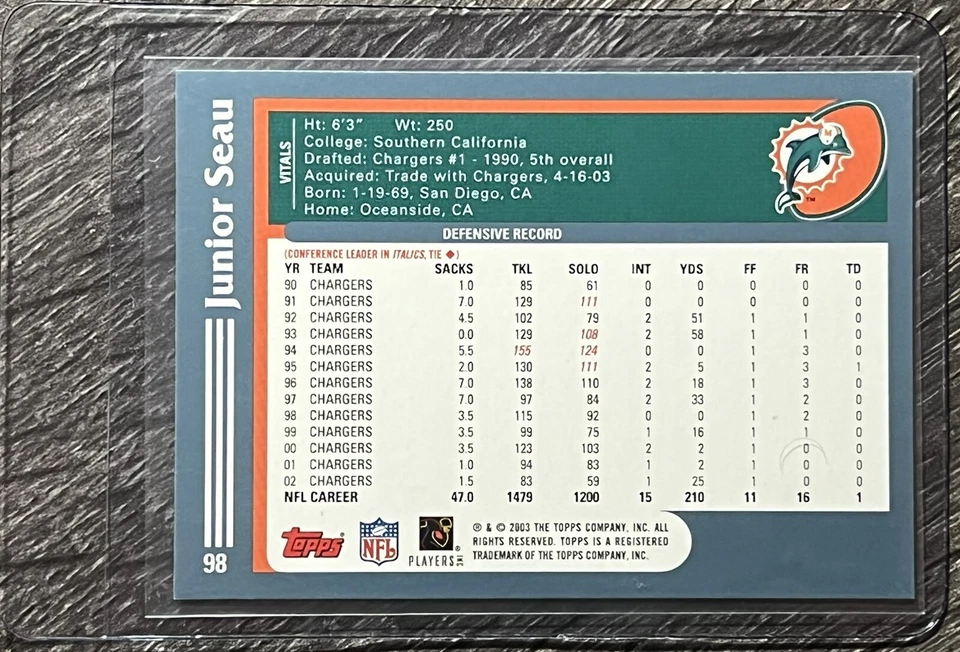 Junior Seau
98
VITALS
Ht: 6'3" Wt: 250
College: Southern California
Drafted: Chargers #1 - 1990, 5th overall
Acquired: Trade with Chargers, 4-16-03
Born: 1-19-69, San Diego, CA
Home: Oceanside, CA
M
TM
DEFENSIVE RECORD
(CONFERENCE LEADER IN ITALICS, TIE ◆)
YR TEAM SACKS TKL SOLO INT YDS FF FR TD
90 CHARGERS 1.0 85 61 0 0 0 0 0
91 CHARGERS 7.0 129 111 0 0 0 0 0
92 CHARGERS 4.5 102 79 2 51 1 1 0
93 CHARGERS 0.0 129 108 2 58 1 1 0
94 CHARGERS 5.5 155 124 0 0 1 3 0
95 CHARGERS 2.0 130 111 2 5 1 3 1
96 CHARGERS 7.0 138 110 2 18 1 3 0
97 CHARGERS 7.0 97 84 2 33 1 2 0
98 CHARGERS 3.5 115 92 0 0 1 2 0
99 CHARGERS 3.5 99 75 1 16 1 1 0
00 CHARGERS 3.5 123 103 2 2 1 0 0
01 CHARGERS 1.0 94 83 1 2 1 0 0
02 CHARGERS 1.5 83 59 1 25 1 0 0
NFL CAREER 47.0 1479 1200 15 210 11 16 1
Topps
NFL
PLAYERS INC
® & © 2003 THE TOPPS COMPANY, INC. ALL
RIGHTS RESERVED. TOPPS IS A REGISTERED
TRADEMARK OF THE TOPPS COMPANY, INC.